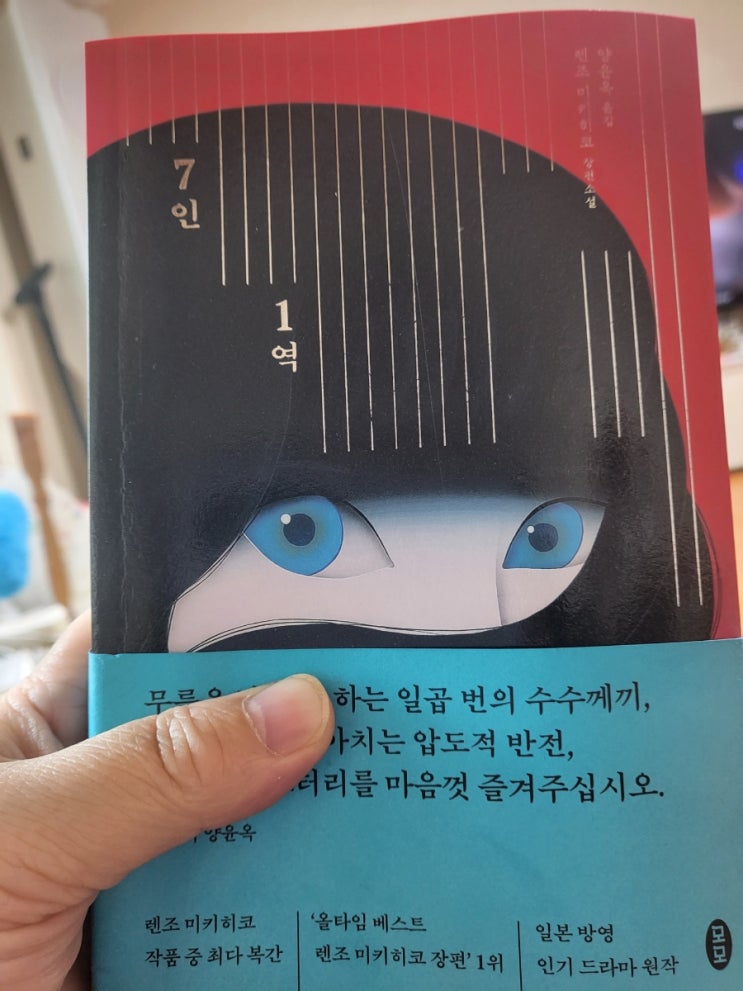 7인
1역
렌조 미키히코 장편소설
양윤옥 옮김
무릎 하는 일곱 번의 수수께끼,
아치는 압도적 반전,
터리를 마음껏 즐겨주십시오.
양윤옥
렌조 미키히코
작품 중 최다 복간
‘올타임 베스트
렌조 미키히코 장편’ 1위
일본 방영
인기 드라마 원작
모모